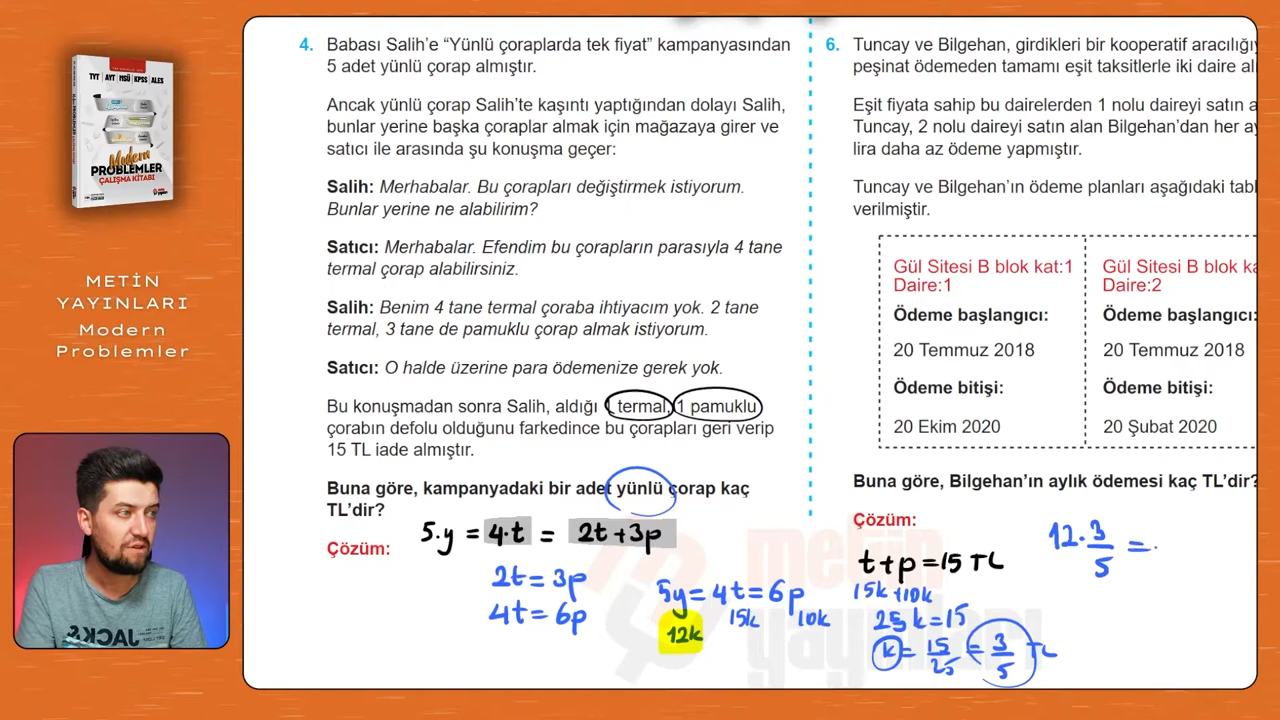 TYT | AYT | MSÜ | KPSS | ALES
Modern
PROBLEMLER
ÇALIŞMA KİTABI
METİN
YAYINLARI
Modern
Problemler
4. Babası Salih'e “Yünlü çoraplarda tek fiyat” kampanyasından
5 adet yünlü çorap almıştır.
Ancak yünlü çorap Salih'te kaşıntı yaptığından dolayı Salih,
bunlar yerine başka çoraplar almak için mağazaya girer ve
satıcı ile arasında şu konuşma geçer:
Salih: Merhabalar. Bu çorapları değiştirmek istiyorum.
Bunlar yerine ne alabilirim?
Satıcı: Merhabalar. Efendim bu çorapların parasıyla 4 tane
termal çorap alabilirsiniz.
Salih: Benim 4 tane termal çoraba ihtiyacım yok. 2 tane
termal, 3 tane de pamuklu çorap almak istiyorum.
Satıcı: O halde üzerine para ödemenize gerek yok.
Bu konuşmadan sonra Salih, aldığı 1 termal, 1 pamuklu
çorabın defolu olduğunu farkedince bu çorapları geri verip
15 TL iade almıştır.
Buna göre, kampanyadaki bir adet yünlü çorap kaç
TL'dir?
Çözüm:
5.y = 4.t = 2t+3p
2t = 3p
4t = 6p
5y = 4t = 6p
12k 15k 10k
6. Tuncay ve Bilgehan, girdikleri bir kooperatif aracılığıy
peşinat ödemeden tamamı eşit taksitlerle iki daire alı
Eşit fiyata sahip bu dairelerden 1 nolu daireyi satın a
Tuncay, 2 nolu daireyi satın alan Bilgehan'dan her ay
lira daha az ödeme yapmıştır.
Tuncay ve Bilgehan'ın ödeme planları aşağıdaki tabl
verilmiştir.
Gül Sitesi B blok kat:1
Daire:1
Ödeme başlangıcı:
20 Temmuz 2018
Ödeme bitişi:
20 Ekim 2020
Gül Sitesi B blok ka
Daire:2
Ödeme başlangıcı:
20 Temmuz 2018
Ödeme bitişi:
20 Şubat 2020
Buna göre, Bilgehan'ın aylık ödemesi kaç TL'dir?
Çözüm:
t+p = 15 TL
15k+10k
25k = 15
k = 15/25 = 3/5 TL
12 . 3/5 =
metin
yayınları